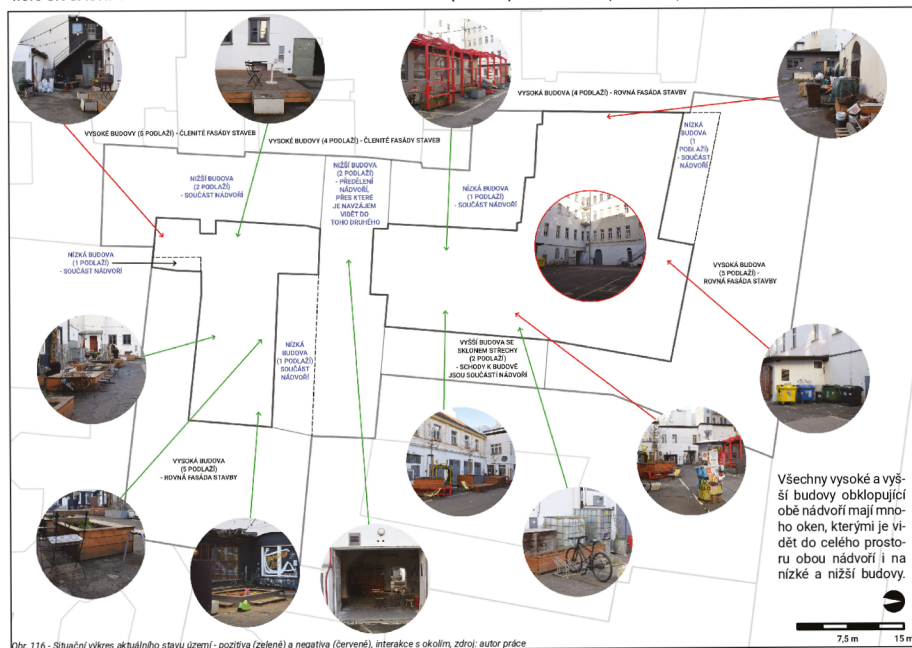 VYSOKÁ BUDOVA (4 PODLAŽÍ) - ROVNÁ FASÁDA STAVBY
VYSOKÉ BUDOVY (5 PODLAŽÍ) - ČLENITÉ FASÁDY STAVEB
VYSOKÉ BUDOVY (4 PODLAŽÍ) - ČLENITÉ FASÁDY STAVEB
NÍZKÁ
BUDOVA
(1
PODLAŽÍ)
- SOUČÁST
NÁDVOŘÍ
NIŽŠÍ BUDOVA
(2 PODLAŽÍ)
- SOUČÁST NÁDVOŘÍ
NIŽŠÍ BUDOVA
(2 PODLAŽÍ)
- PŘEDĚLENÍ
NÁDVOŘÍ,
PŘES KTERÉ
JE NAVZÁJEM
VIDĚT DO
TOHO DRUHÉHO
NÍZKÁ BUDOVA
(1 PODLAŽÍ)
- SOUČÁST NÁDVOŘÍ
NÍZKÁ BUDOVA
(1 PODLAŽÍ)
- SOUČÁST NÁDVOŘÍ
VYSOKÁ BUDOVA
(5 PODLAŽÍ) -
ROVNÁ FASÁDA STAVBY
NÍZKÁ
BUDOVA
(1 PODLAŽÍ)
SOUČÁST
NÁDVOŘÍ
VYŠŠÍ BUDOVA SE
SKLONEM STŘECHY
(2 PODLAŽÍ)
- SCHODY K BUDOVĚ
JSOU SOUČÁSTÍ NÁDVOŘÍ
VYSOKÁ BUDOVA
(5 PODLAŽÍ)
- ROVNÁ FASÁDA STAVBY
Všechny vysoké a vyš-
ší budovy obklopující
obě nádvoří mají mno-
ho oken, kterými je vi-
dět do celého prosto-
ru obou nádvoří i na
nízké a nižší budovy.
7,5 m 15 m
Obr. 116 - Situační výkres aktuálního stavu území - pozitiva (zeleně) a negativa (červeně), interakce s okolím, zdroj: autor práce